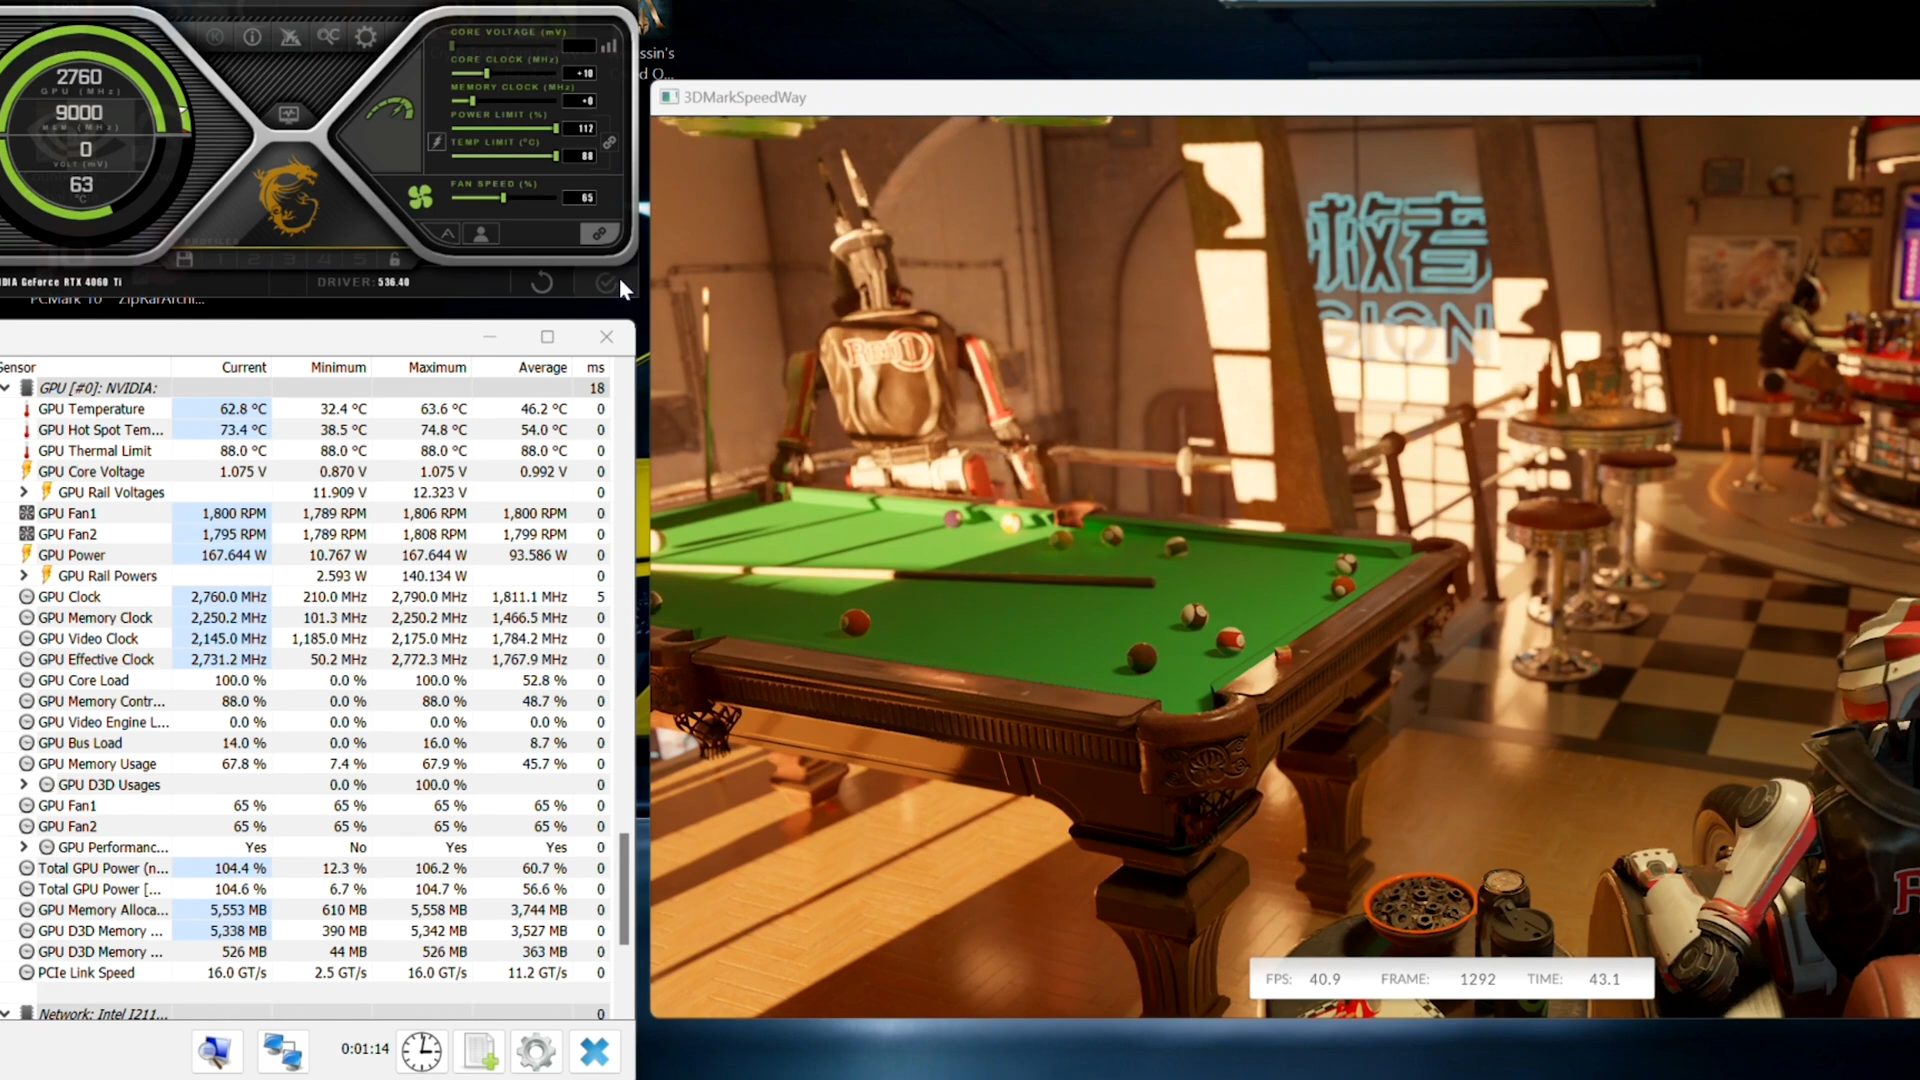 2760
GPU (MHz)
9000
MEM (MHz)
0
VOLT (mV)
63
°C
CORE VOLTAGE (mV)
CORE CLOCK (MHz)
+10
MEMORY CLOCK (MHz)
+0
POWER LIMIT (%)
112
TEMP LIMIT (°C)
88
FAN SPEED (%)
65
PROFILES
1 2 3 4 5
DIA GeForce RTX 4060 Ti
DRIVER: 536.40
ssin's
d O...
PCMark 10
ZipRarArchi...
Sensor Current Minimum Maximum Average ms
GPU [#0]: NVIDIA: 18
GPU Temperature 62.8 °C 32.4 °C 63.6 °C 46.2 °C 0
GPU Hot Spot Tem... 73.4 °C 38.5 °C 74.8 °C 54.0 °C 0
GPU Thermal Limit 88.0 °C 88.0 °C 88.0 °C 88.0 °C 0
GPU Core Voltage 1.075 V 0.870 V 1.075 V 0.992 V 0
GPU Rail Voltages 11.909 V 12.323 V 0
GPU Fan1 1,800 RPM 1,789 RPM 1,806 RPM 1,800 RPM 0
GPU Fan2 1,795 RPM 1,789 RPM 1,808 RPM 1,799 RPM 0
GPU Power 167.644 W 10.767 W 167.644 W 93.586 W 0
GPU Rail Powers 2.593 W 140.134 W 0
GPU Clock 2,760.0 MHz 210.0 MHz 2,790.0 MHz 1,811.1 MHz 5
GPU Memory Clock 2,250.2 MHz 101.3 MHz 2,250.2 MHz 1,466.5 MHz 0
GPU Video Clock 2,145.0 MHz 1,185.0 MHz 2,175.0 MHz 1,784.2 MHz 0
GPU Effective Clock 2,731.2 MHz 50.2 MHz 2,772.3 MHz 1,767.9 MHz 0
GPU Core Load 100.0 % 0.0 % 100.0 % 52.8 % 0
GPU Memory Contr... 88.0 % 0.0 % 88.0 % 48.7 % 0
GPU Video Engine L... 0.0 % 0.0 % 0.0 % 0.0 % 0
GPU Bus Load 14.0 % 0.0 % 16.0 % 8.7 % 0
GPU Memory Usage 67.8 % 7.4 % 67.9 % 45.7 % 0
GPU D3D Usages 0.0 % 100.0 % 0
GPU Fan1 65 % 65 % 65 % 65 % 0
GPU Fan2 65 % 65 % 65 % 65 % 0
GPU Performanc... Yes No Yes Yes 0
Total GPU Power (n... 104.4 % 12.3 % 106.2 % 60.7 % 0
Total GPU Power [... 104.6 % 6.7 % 104.7 % 56.6 % 0
GPU Memory Alloca... 5,553 MB 610 MB 5,558 MB 3,744 MB 0
GPU D3D Memory ... 5,338 MB 390 MB 5,342 MB 3,527 MB 0
GPU D3D Memory ... 526 MB 44 MB 526 MB 363 MB 0
PCIe Link Speed 16.0 GT/s 2.5 GT/s 16.0 GT/s 11.2 GT/s 0
Network: Intel I211... 0
0:01:14
3DMarkSpeedWay
GION
FPS: 40.9 FRAME: 1292 TIME: 43.1